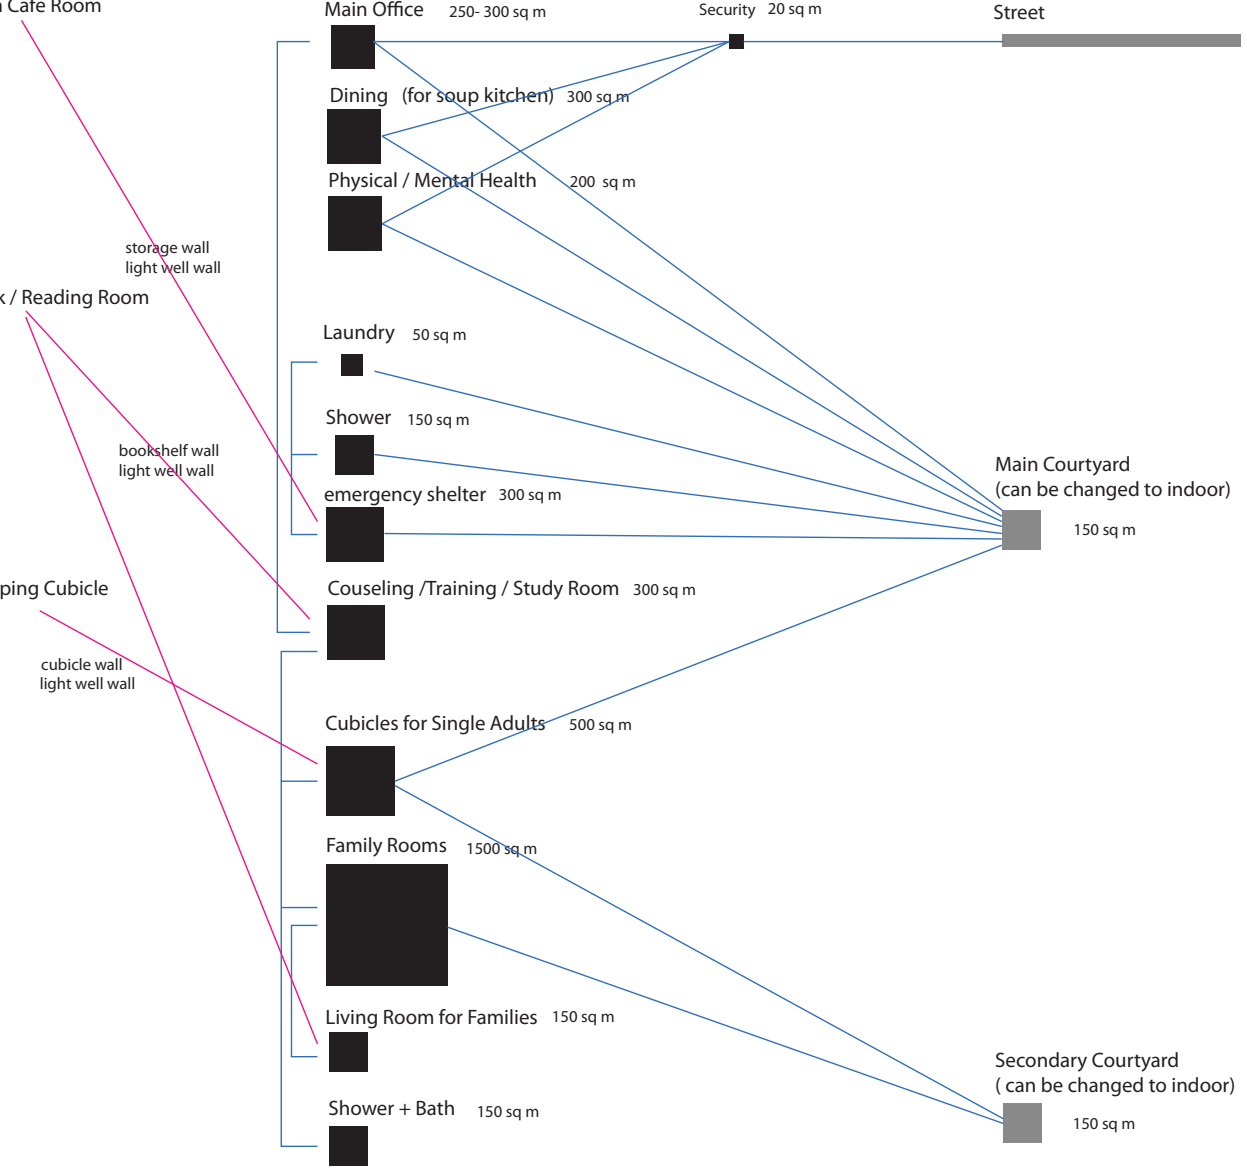 Cafe Room
Main Office 250- 300 sq m
Security 20 sq m
Street
Dining (for soup kitchen) 300 sq m
Physical / Mental Health 200 sq m
storage wall
light well wall
/ Reading Room
Laundry 50 sq m
Shower 150 sq m
bookshelf wall
light well wall
Main Courtyard
(can be changed to indoor)
150 sq m
emergency shelter 300 sq m
ping Cubicle
Couseling /Training / Study Room 300 sq m
cubicle wall
light well wall
Cubicles for Single Adults 500 sq m
Family Rooms 1500 sq m
Living Room for Families 150 sq m
Secondary Courtyard
( can be changed to indoor)
150 sq m
Shower + Bath 150 sq m